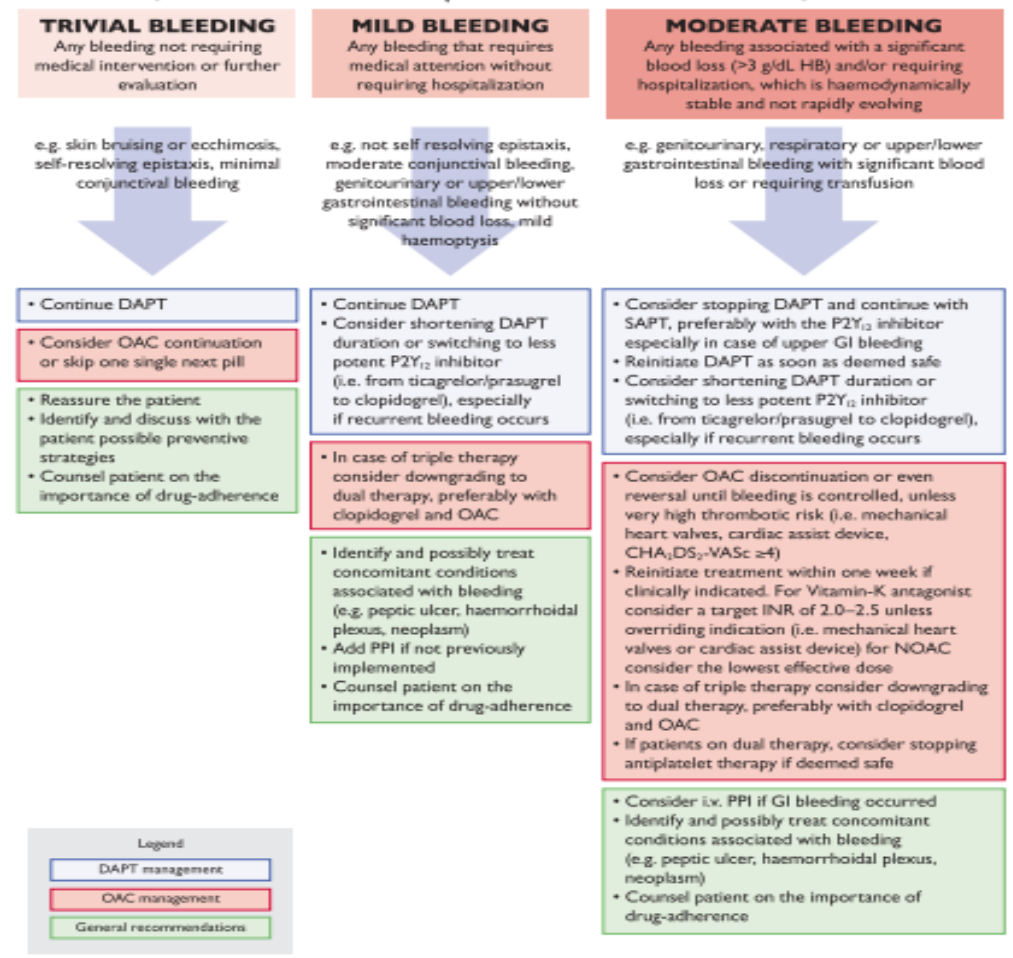 TRIVIAL BLEEDING
Any bleeding not requiring
medical intervention or further
evaluation
e.g. skin bruising or ecchimosis,
self-resolving epistaxis, minimal
conjunctival bleeding
• Continue DAPT
• Consider OAC continuation
or skip one single next pill
• Reassure the patient
• Identify and discuss with the
patient possible preventive
strategies
• Counsel patient on the
importance of drug-adherence
MILD BLEEDING
Any bleeding that requires
medical attention without
requiring hospitalization
e.g. not self resolving epistaxis,
moderate conjunctival bleeding,
genitourinary or upper/lower
gastrointestinal bleeding without
significant blood loss, mild
haemoptysis
• Continue DAPT
• Consider shortening DAPT
duration or switching to less
potent P2Y₁₂ inhibitor
(i.e. from ticagrelor/prasugrel
to clopidogrel), especially
if recurrent bleeding occurs
• In case of triple therapy
consider downgrading to
dual therapy, preferably with
clopidogrel and OAC
• Identify and possibly treat
concomitant conditions
associated with bleeding
(e.g. peptic ulcer, haemorrhoidal
plexus, neoplasm)
• Add PPI if not previously
implemented
• Counsel patient on the
importance of drug-adherence
MODERATE BLEEDING
Any bleeding associated with a significant
blood loss (>3 g/dL HB) and/or requiring
hospitalization, which is haemodynamically
stable and not rapidly evolving
e.g. genitourinary, respiratory or upper/lower
gastrointestinal bleeding with significant blood
loss or requiring transfusion
• Consider stopping DAPT and continue with
SAPT, preferably with the P2Y₁₂ inhibitor
especially in case of upper GI bleeding
• Reinitiate DAPT as soon as deemed safe
• Consider shortening DAPT duration or
switching to less potent P2Y₁₂ inhibitor
(i.e. from ticagrelor/prasugrel to clopidogrel),
especially if recurrent bleeding occurs
• Consider OAC discontinuation or even
reversal until bleeding is controlled, unless
very high thrombotic risk (i.e. mechanical
heart valves, cardiac assist device,
CHA₂DS₂-VASc ≥4)
• Reinitiate treatment within one week if
clinically indicated. For Vitamin-K antagonist
consider a target INR of 2.0–2.5 unless
overriding indication (i.e. mechanical heart
valves or cardiac assist device) for NOAC
consider the lowest effective dose
• In case of triple therapy consider downgrading
to dual therapy, preferably with clopidogrel
and OAC
• If patients on dual therapy, consider stopping
antiplatelet therapy if deemed safe
• Consider i.v. PPI if GI bleeding occurred
• Identify and possibly treat concomitant
conditions associated with bleeding
(e.g. peptic ulcer, haemorrhoidal plexus,
neoplasm)
• Counsel patient on the importance of
drug-adherence
Legend
DAPT management
OAC management
General recommendations